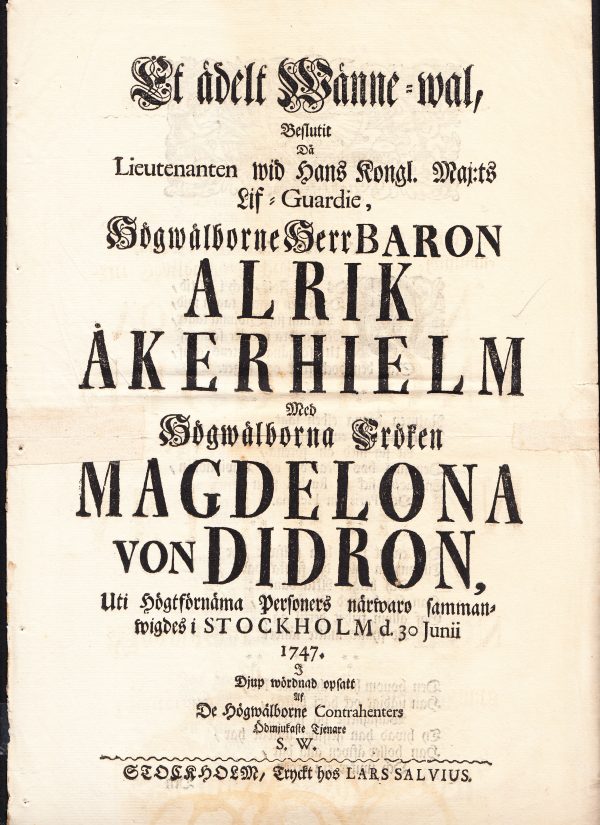 Et ädelt Wänne-wal,
Beslutit
Då
Lieutenanten wid Hans Kongl. Maj:ts
Lif-Guardie,
Högwälborne Herr BARON
ALRIK
ÅKERHIELM
Med
Högwälborna Fröken
MAGDELONA
VON DIDRON,
Uti Högtförnäma Personers närwaro samman-
wigdes i STOCKHOLM d. 30 Junii
1747.
I
Djup wördnad opsatt
Af
De Högwälborne Contrahenters
Ödmjukaste Tjenare
S. W.
STOCKHOLM, Tryckt hos LARS SALVIUS.